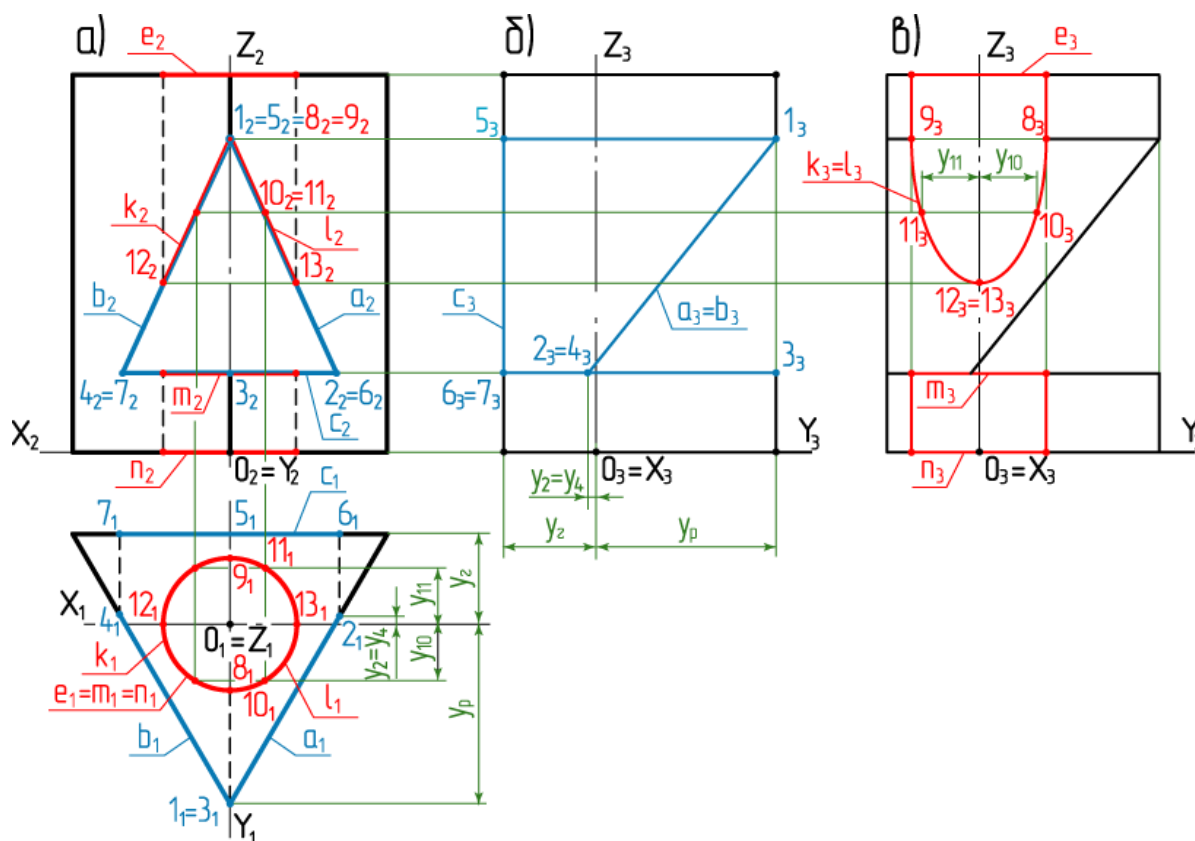 а) e₂ Z₂ б) Z₃ в) Z₃ e₃
1₂=5₂=8₂=9₂ 5₃ 1₃ 9₃ 8₃
k₂ 10₂=11₂ l₂ k₃=l₃ y₁₁ y₁₀
12₂ 13₂ 11₃ 10₃
b₂ a₂ c₃ a₃=b₃ 12₃=13₃
2₃=4₃ 3₃
4₂=7₂ m₂ 3₂ 2₂=6₂ c₂ 6₃=7₃ m₃
X₂ n₂ O₂=Y₂ Y₃ O₃=X₃ n₃ O₃=X₃ Y
y₂=y₄
7₁ 5₁ c₁ 6₁ y₂ y₂
11₁ 9₁ y₁₁
X₁ 12₁ 13₁ 4₁ 2₁
O₁=Z₁ y₂=y₄ y₁₀
k₁ 8₁ yₚ yₚ
e₁=m₁=n₁ 10₁ l₁
b₁ a₁
1₁=3₁
Y₁